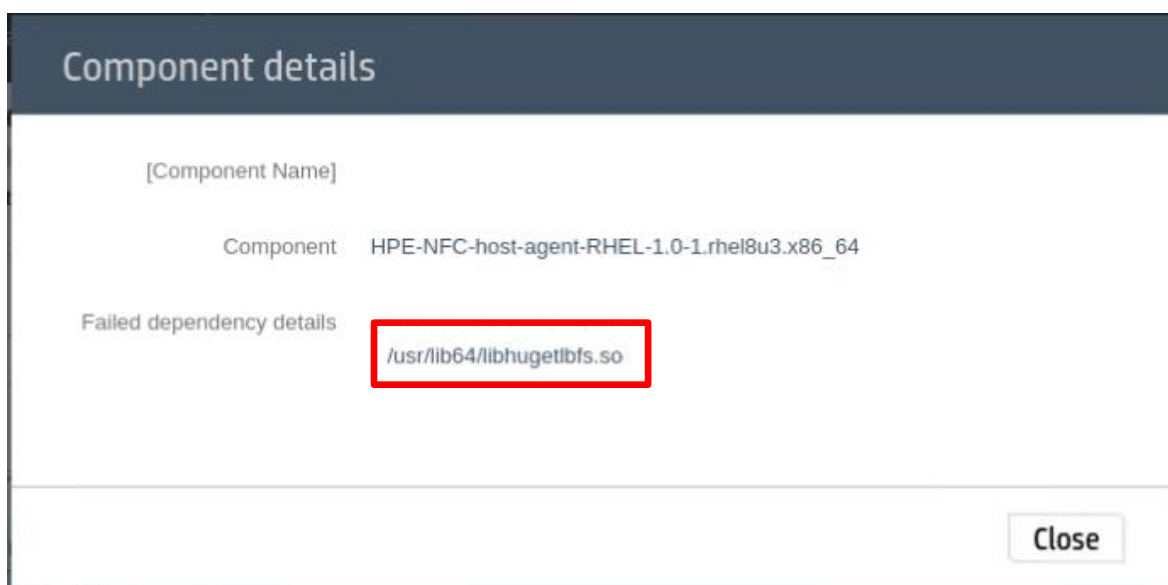 Component details
[Component Name]
Component HPE-NFC-host-agent-RHEL-1.0-1.rhel8u3.x86_64
Failed dependency details
/usr/lib64/libhugetlbfs.so
Close